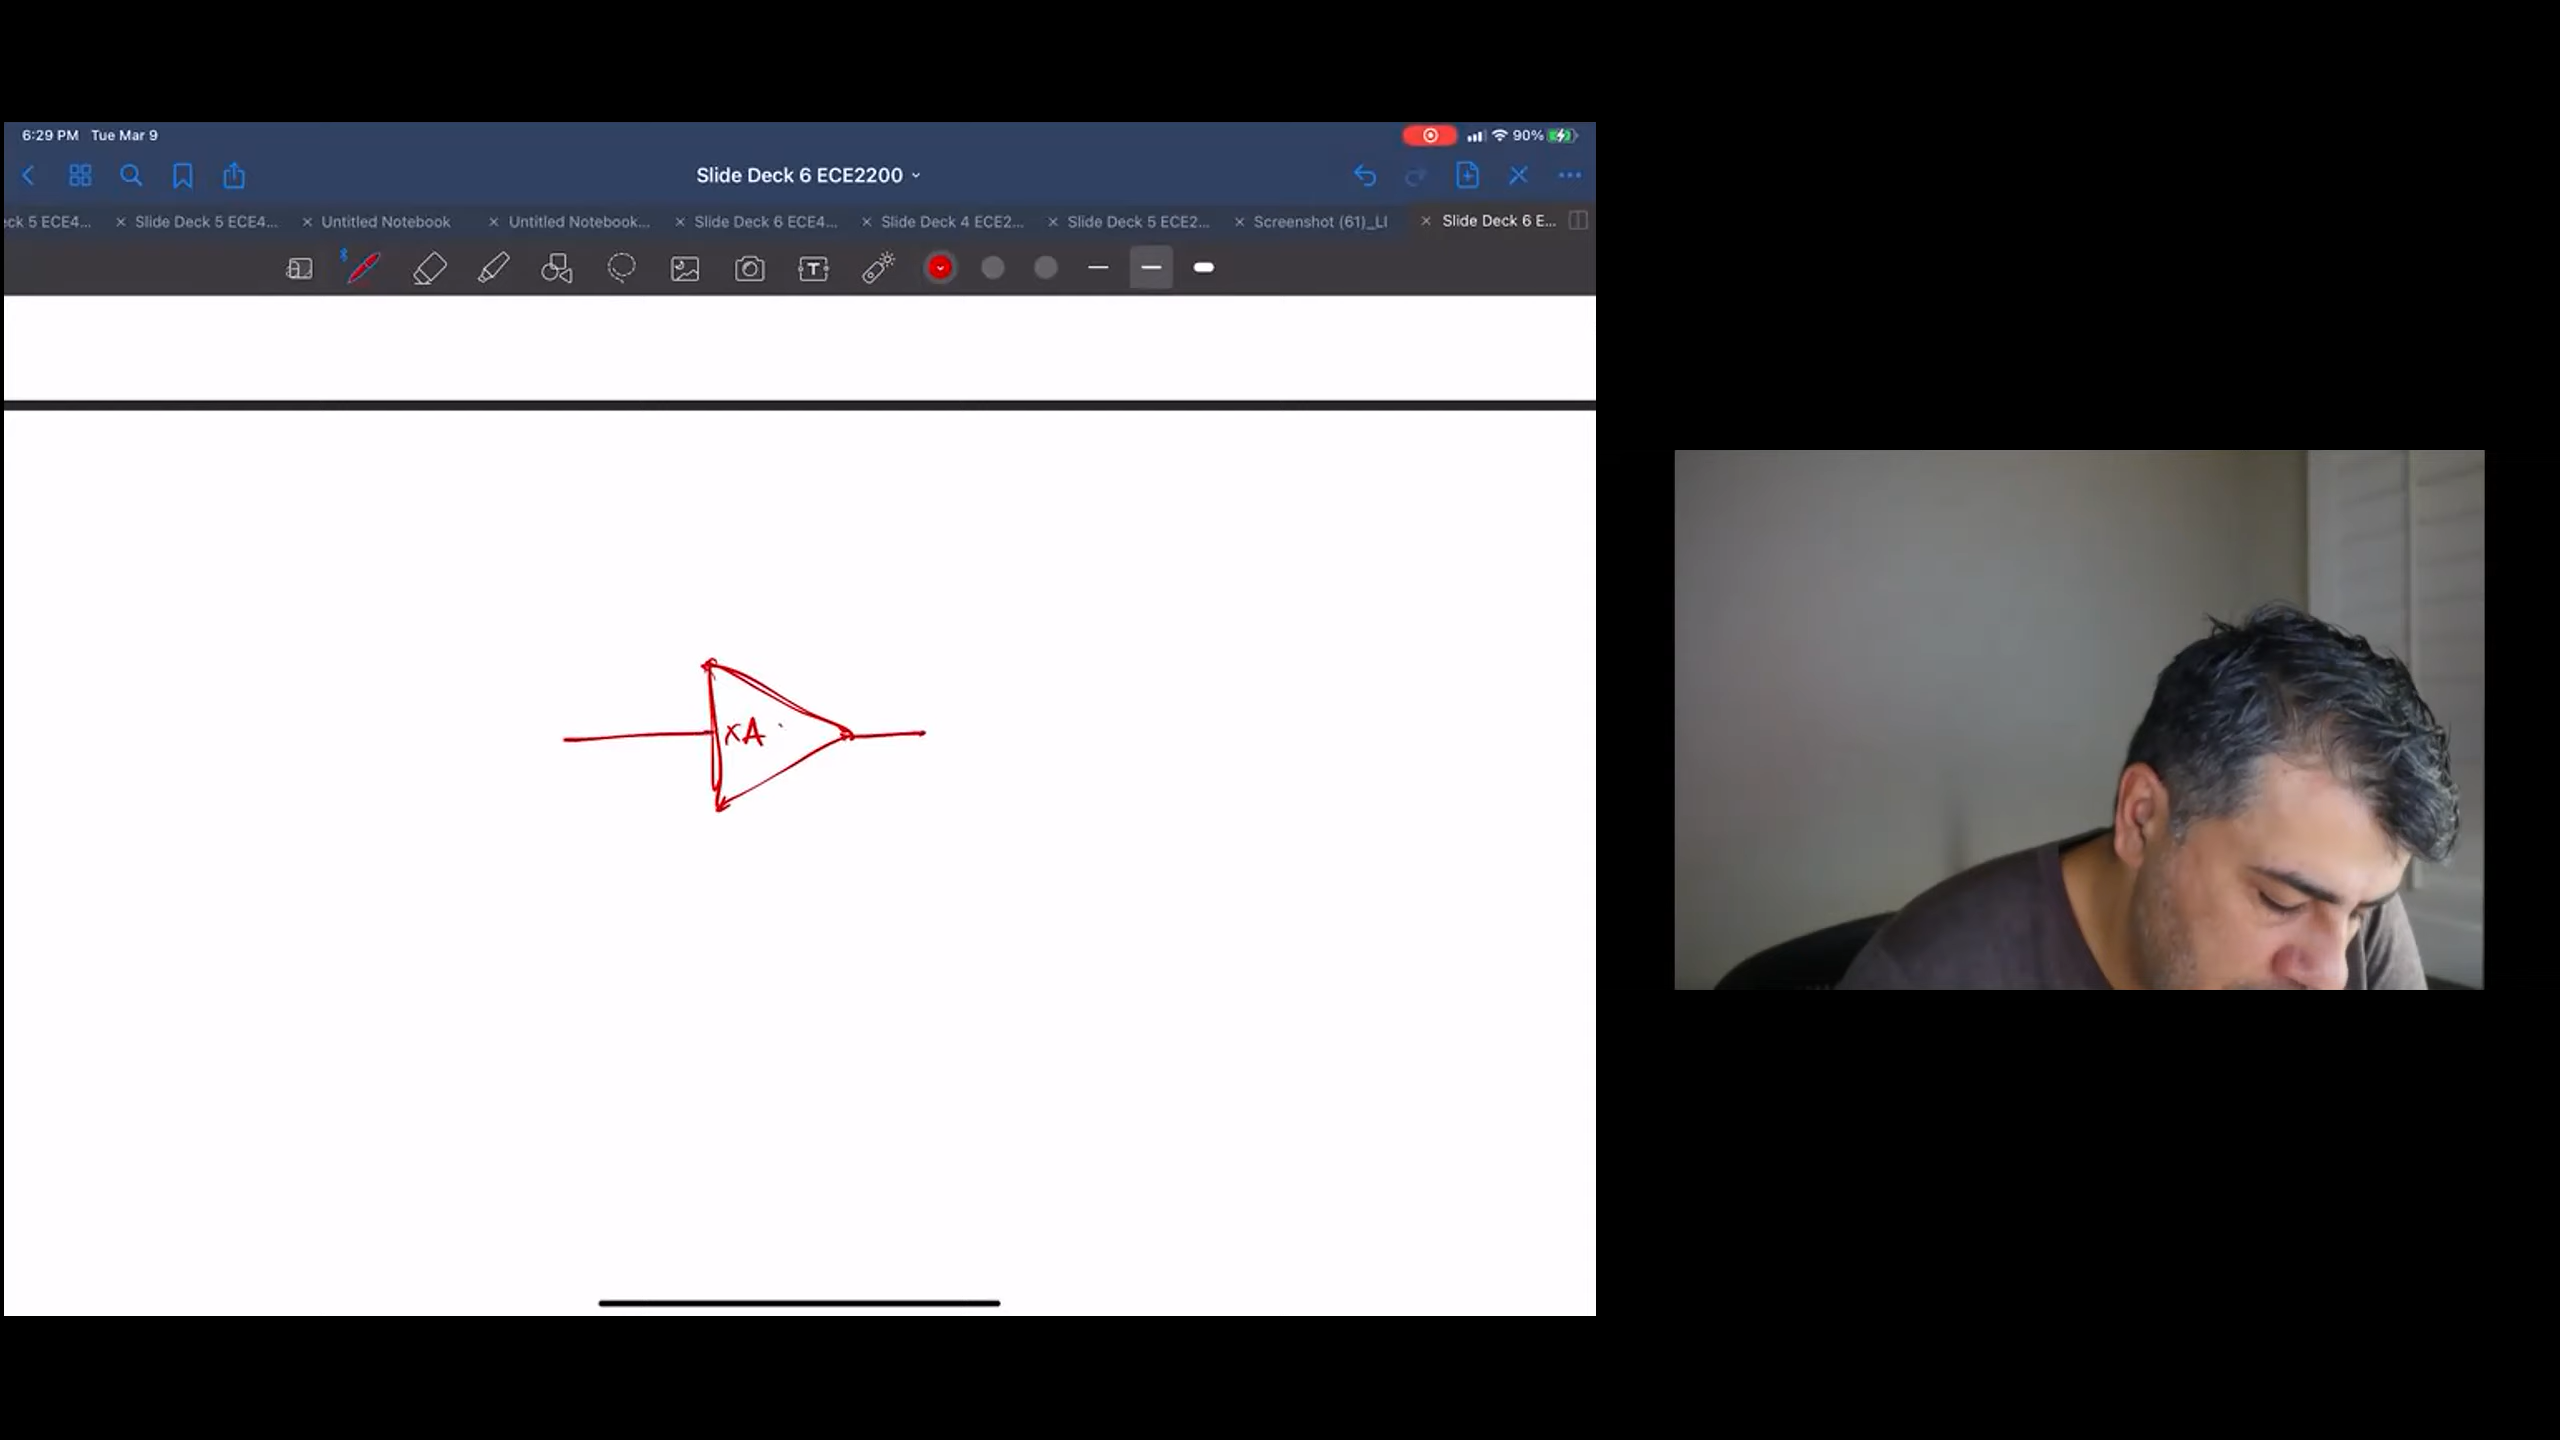 6:29 PM Tue Mar 9
90%
Slide Deck 6 ECE2200
ck 5 ECE4...
Slide Deck 5 ECE4...
Untitled Notebook
Untitled Notebook...
Slide Deck 6 ECE4...
Slide Deck 4 ECE2...
Slide Deck 5 ECE2...
Screenshot (61)_LI
Slide Deck 6 E...
T
xA